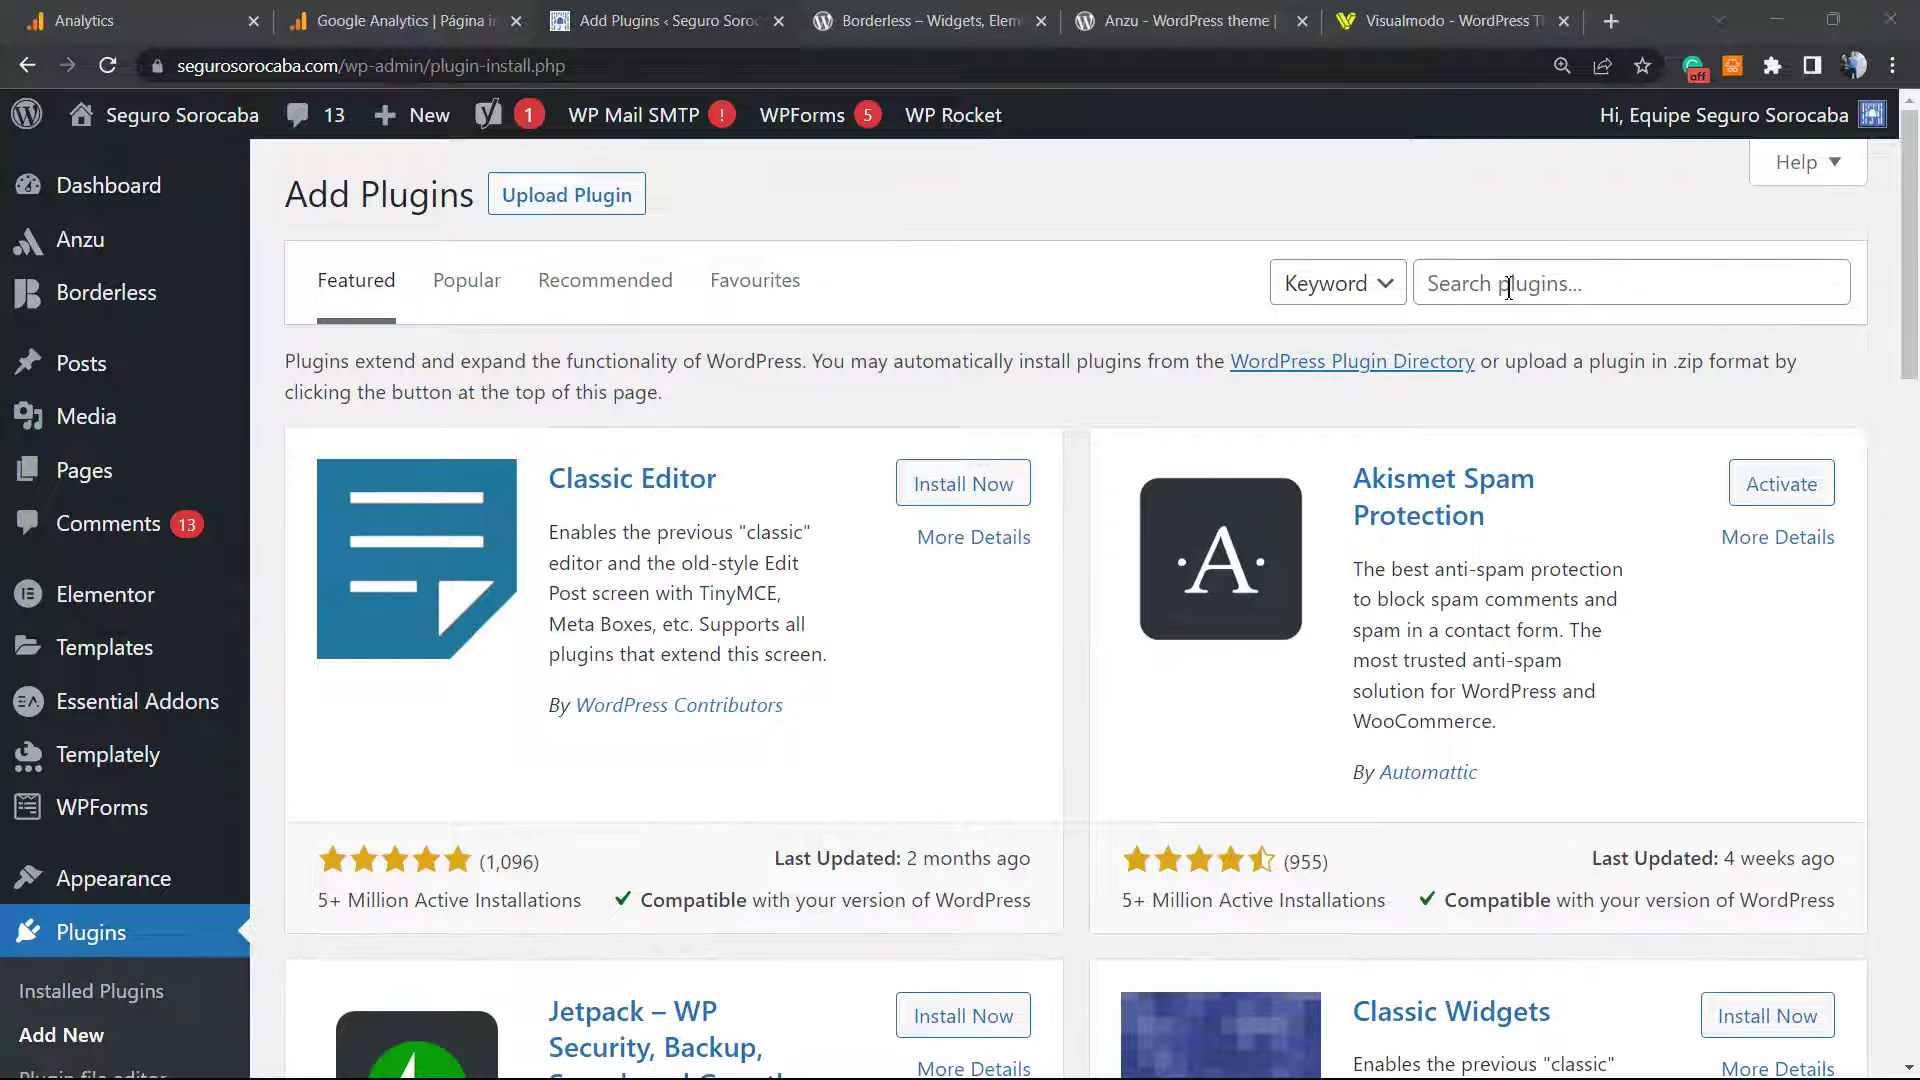 Analytics
Google Analytics | Página i
Add Plugins ‹ Seguro Soroc
Borderless – Widgets, Elem
Anzu - WordPress theme |
Visualmodo - WordPress T
segurosorocaba.com/wp-admin/plugin-install.php
off
Seguro Sorocaba
13
New
1
WP Mail SMTP
!
WPForms
5
WP Rocket
Hi, Equipe Seguro Sorocaba
Dashboard
Anzu
Borderless
Posts
Media
Pages
Comments 13
Elementor
Templates
Essential Addons
Templately
WPForms
Appearance
Plugins
Installed Plugins
Add New
Plugin file editor
Help
Add Plugins
Upload Plugin
Featured
Popular
Recommended
Favourites
Keyword
Search plugins...
Plugins extend and expand the functionality of WordPress. You may automatically install plugins from the WordPress Plugin Directory or upload a plugin in .zip format by
clicking the button at the top of this page.
Classic Editor
Install Now
More Details
Enables the previous "classic"
editor and the old-style Edit
Post screen with TinyMCE,
Meta Boxes, etc. Supports all
plugins that extend this screen.
By WordPress Contributors
(1,096)
Last Updated: 2 months ago
5+ Million Active Installations
Compatible with your version of WordPress
·A·
Akismet Spam
Protection
Activate
More Details
The best anti-spam protection
to block spam comments and
spam in a contact form. The
most trusted anti-spam
solution for WordPress and
WooCommerce.
By Automattic
(955)
Last Updated: 4 weeks ago
5+ Million Active Installations
Compatible with your version of WordPress
Jetpack – WP
Security, Backup,
Install Now
More Details
Classic Widgets
Install Now
Enables the previous "classic"
More Details